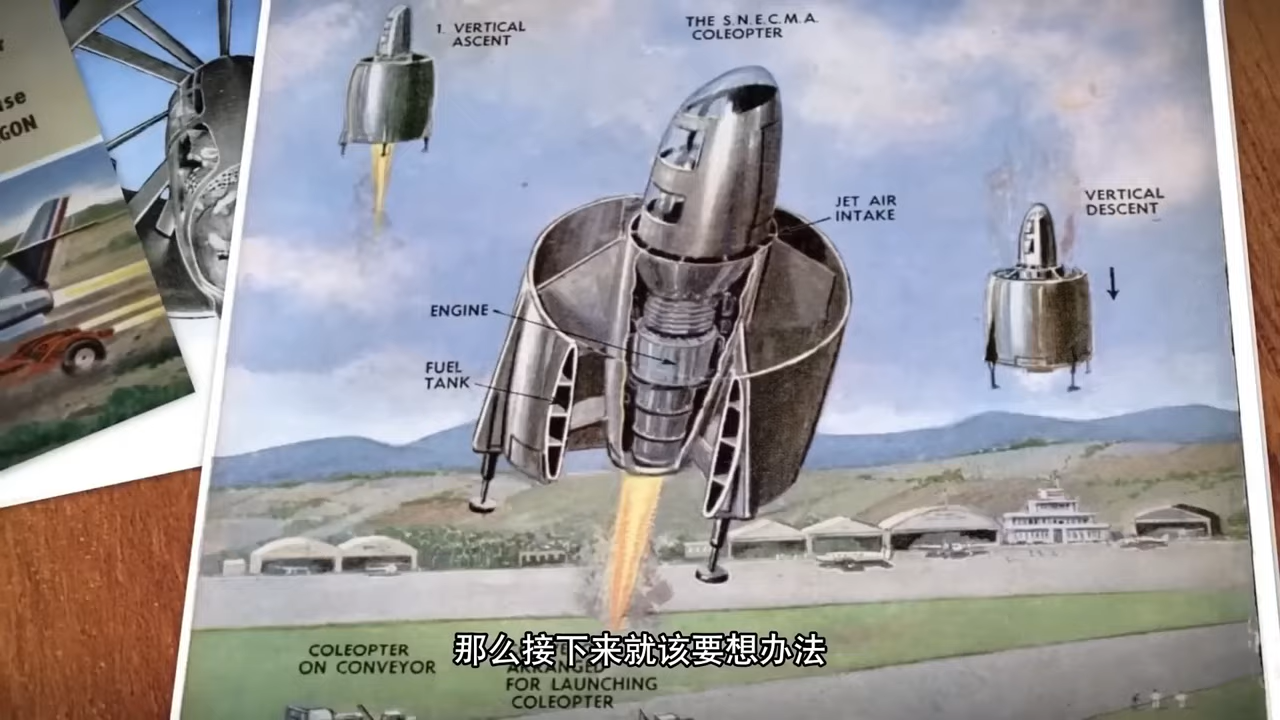 1. VERTICAL
ASCENT
THE S.N.E.C.M.A.
COLEOPTER
JET AIR
INTAKE
VERTICAL
DESCENT
ENGINE
FUEL
TANK
COLEOPTER
ON CONVEYOR
ARRANGED
FOR LAUNCHING
COLEOPTER
那么接下来就该要想办法
GON